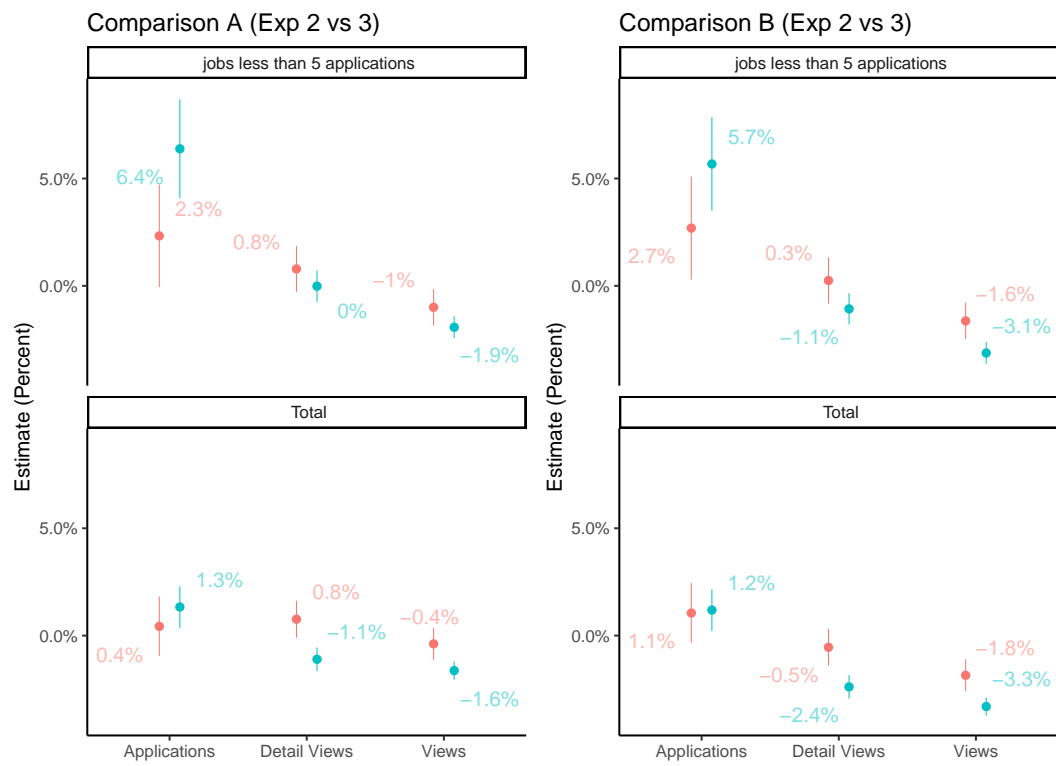 Comparison A (Exp 2 vs 3)
jobs less than 5 applications
5.0%
0.0%
6.4%
2.3%
0.8%
0%
−1%
−1.9%
Total
5.0%
0.0%
0.4%
1.3%
0.8%
−1.1%
−0.4%
−1.6%
Applications
Detail Views
Views
Estimate (Percent)
Comparison B (Exp 2 vs 3)
jobs less than 5 applications
5.0%
0.0%
2.7%
5.7%
0.3%
−1.1%
−1.6%
−3.1%
Total
5.0%
0.0%
1.1%
1.2%
−0.5%
−2.4%
−1.8%
−3.3%
Applications
Detail Views
Views
Estimate (Percent)